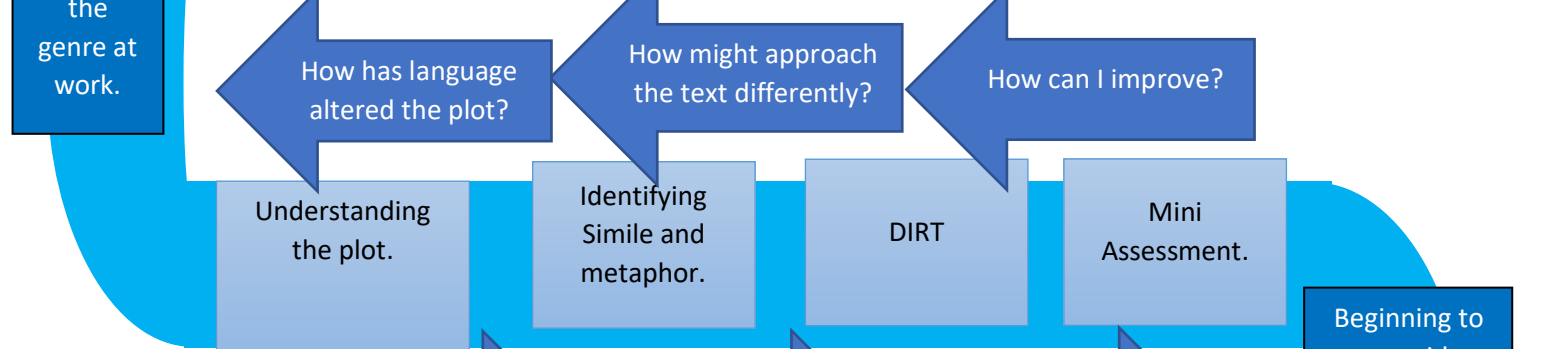 the
genre at
work.
How has language
altered the plot?
How might approach
the text differently?
How can I improve?
Understanding
the plot.
Identifying
Simile and
metaphor.
DIRT
Mini
Assessment.
Beginning to